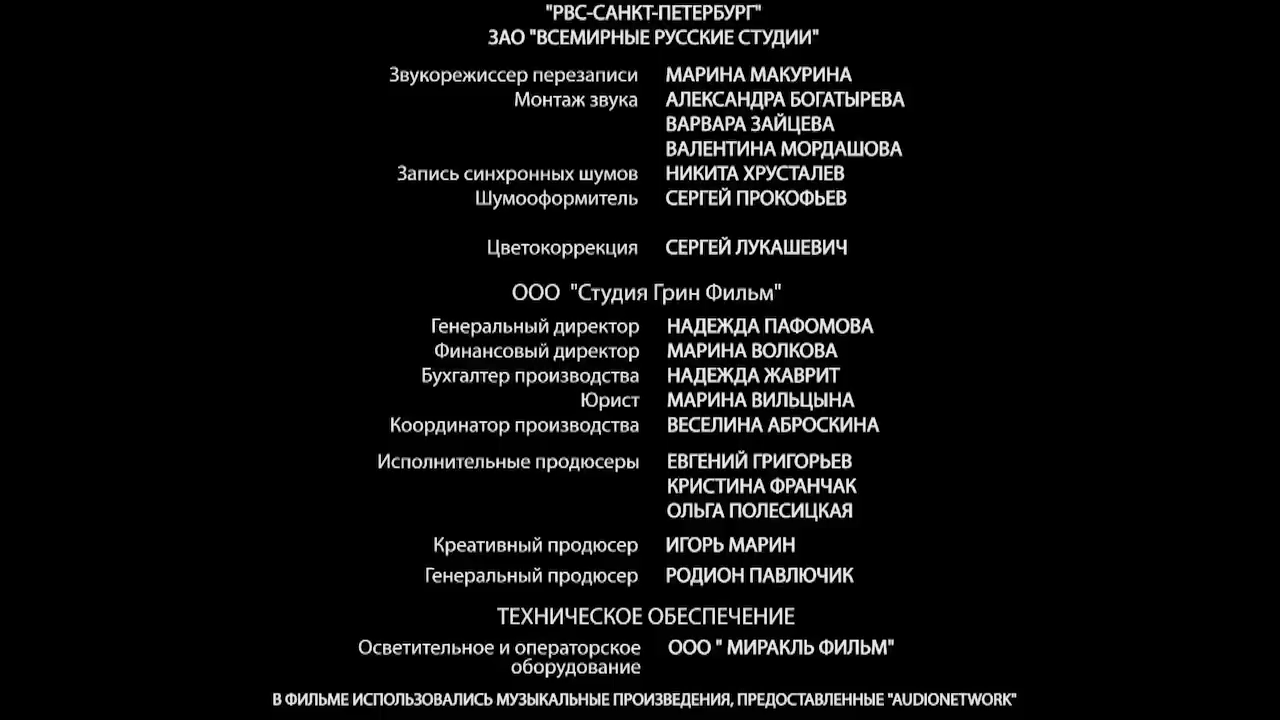 "РВС-САНКТ-ПЕТЕРБУРГ"
ЗАО "ВСЕМИРНЫЕ РУССКИЕ СТУДИИ"
Звукорежиссер перезаписи МАРИНА МАКУРИНА
Монтаж звука АЛЕКСАНДРА БОГАТЫРЕВА
ВАРВАРА ЗАЙЦЕВА
ВАЛЕНТИНА МОРДАШОВА
Запись синхронных шумов НИКИТА ХРУСТАЛЕВ
Шумооформитель СЕРГЕЙ ПРОКОФЬЕВ
Цветокоррекция СЕРГЕЙ ЛУКАШЕВИЧ
ООО "Студия Грин Фильм"
Генеральный директор НАДЕЖДА ПАФОМОВА
Финансовый директор МАРИНА ВОЛКОВА
Бухгалтер производства НАДЕЖДА ЖАВРИТ
Юрист МАРИНА ВИЛЬЦЫНА
Координатор производства ВЕСЕЛИНА АБРОСКИНА
Исполнительные продюсеры ЕВГЕНИЙ ГРИГОРЬЕВ
КРИСТИНА ФРАНЧАК
ОЛЬГА ПОЛЕСИЦКАЯ
Креативный продюсер ИГОРЬ МАРИН
Генеральный продюсер РОДИОН ПАВЛЮЧИК
ТЕХНИЧЕСКОЕ ОБЕСПЕЧЕНИЕ
Осветительное и операторское ООО " МИРАКЛЬ ФИЛЬМ"
оборудование
В ФИЛЬМЕ ИСПОЛЬЗОВАЛИСЬ МУЗЫКАЛЬНЫЕ ПРОИЗВЕДЕНИЯ, ПРЕДОСТАВЛЕННЫЕ "AUDIONETWORK"